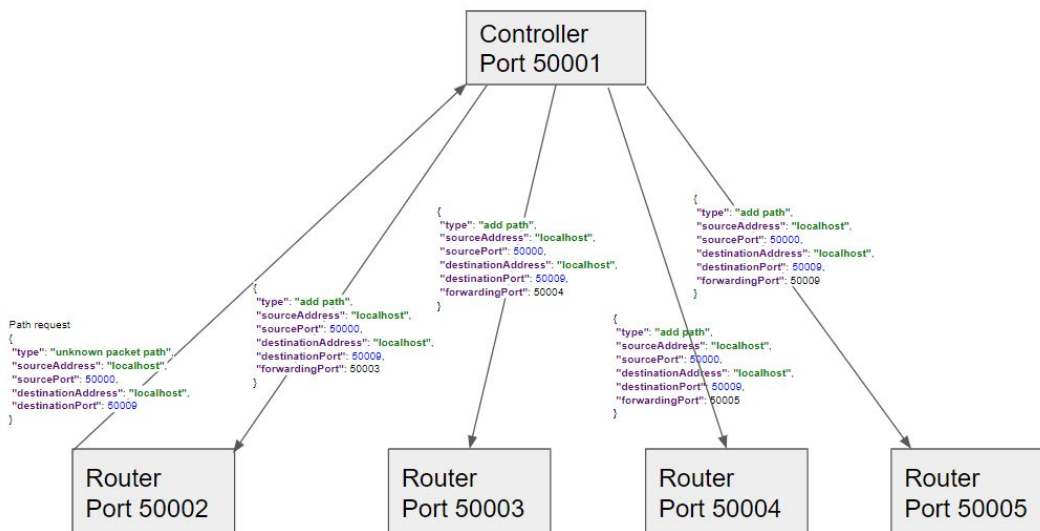 Controller
Port 50001
{
"type": "add path",
"sourceAddress": "localhost",
"sourcePort": 50000,
"destinationAddress": "localhost",
"destinationPort": 50009,
"forwardingPort": 50004
}
{
"type": "add path",
"sourceAddress": "localhost",
"sourcePort": 50000,
"destinationAddress": "localhost",
"destinationPort": 50009,
"forwardingPort": 50009
}
{
"type": "add path",
"sourceAddress": "localhost",
"sourcePort": 50000,
"destinationAddress": "localhost",
"destinationPort": 50009,
"forwardingPort": 50003
}
Path request
{
"type": "unknown packet path",
"sourceAddress": "localhost",
"sourcePort": 50000,
"destinationAddress": "localhost",
"destinationPort": 50009
}
{
"type": "add path",
"sourceAddress": "localhost",
"sourcePort": 50000,
"destinationAddress": "localhost",
"destinationPort": 50009,
"forwardingPort": 50005
}
Router
Port 50002
Router
Port 50003
Router
Port 50004
Router
Port 50005